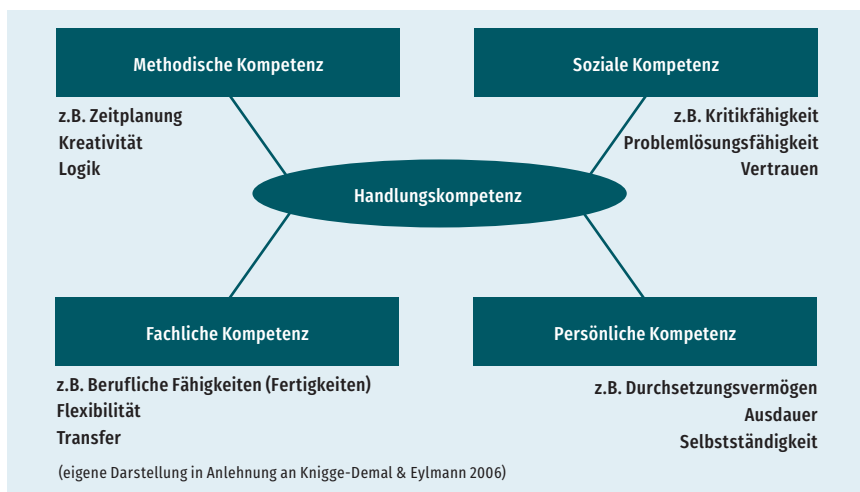 Methodische Kompetenz
z.B. Zeitplanung
Kreativität
Logik
Soziale Kompetenz
z.B. Kritikfähigkeit
Problemlösungsfähigkeit
Vertrauen
Handlungskompetenz
Fachliche Kompetenz
z.B. Berufliche Fähigkeiten (Fertigkeiten)
Flexibilität
Transfer
Persönliche Kompetenz
z.B. Durchsetzungsvermögen
Ausdauer
Selbstständigkeit
(eigene Darstellung in Anlehnung an Knigge-Demal & Eylmann 2006)